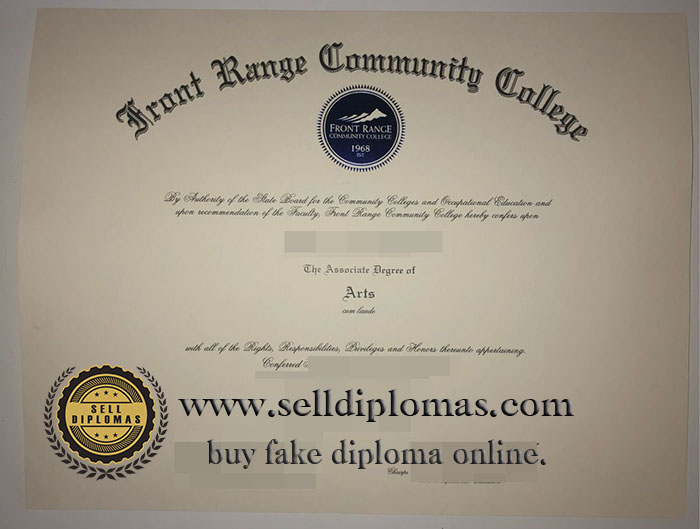 Front Range Community College
FRONT RANGE
COMMUNITY COLLEGE
1968
EST.
By Authority of the State Board for the Community Colleges and Occupational Education and
upon recommendation of the Faculty, Front Range Community College hereby confers upon
The Associate Degree of
Arts
cum laude
with all of the Rights, Responsibilities, Privileges and Honors thereunto appertaining.
Conferred
SELL
DIPLOMAS
www.selldiplomas.com
buy fake diploma online.